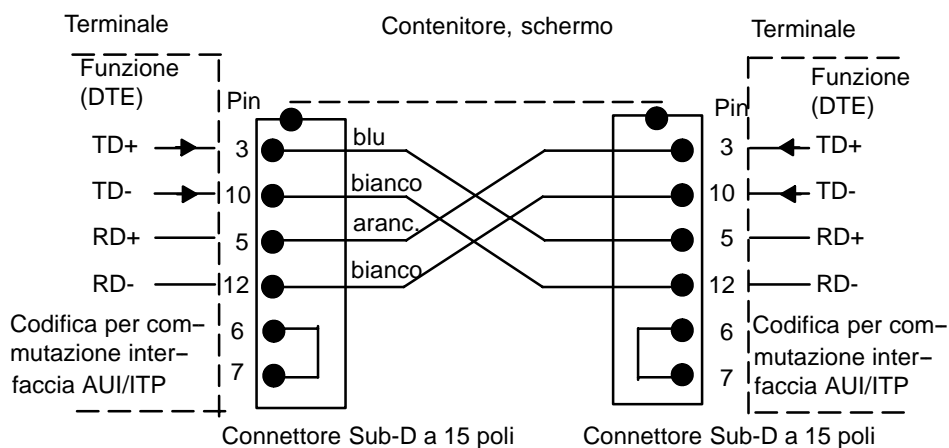 Terminale
Contenitore, schermo
Terminale
Funzione
(DTE)
Pin
Pin
Funzione
(DTE)
TD+
3
blu
3
TD+
TD-
10
bianco
10
TD-
RD+
5
aranc.
5
RD+
RD-
12
bianco
12
RD-
Codifica per com–
mutazione inter–
faccia AUI/ITP
6
7
6
7
Codifica per com–
mutazione inter–
faccia AUI/ITP
Connettore Sub-D a 15 poli
Connettore Sub-D a 15 poli